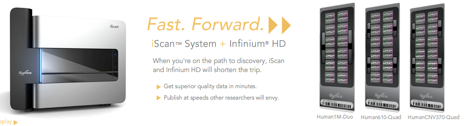 iScan
Fast. Forward.
iScan™ System + Infinium® HD
When you're on the path to discovery, iScan
and Infinium HD will shorten the trip.
Get superior quality data in minutes.
Publish at speeds other researchers will envy.
Human1M-Duo Human610-Quad HumanCNV370-Quad